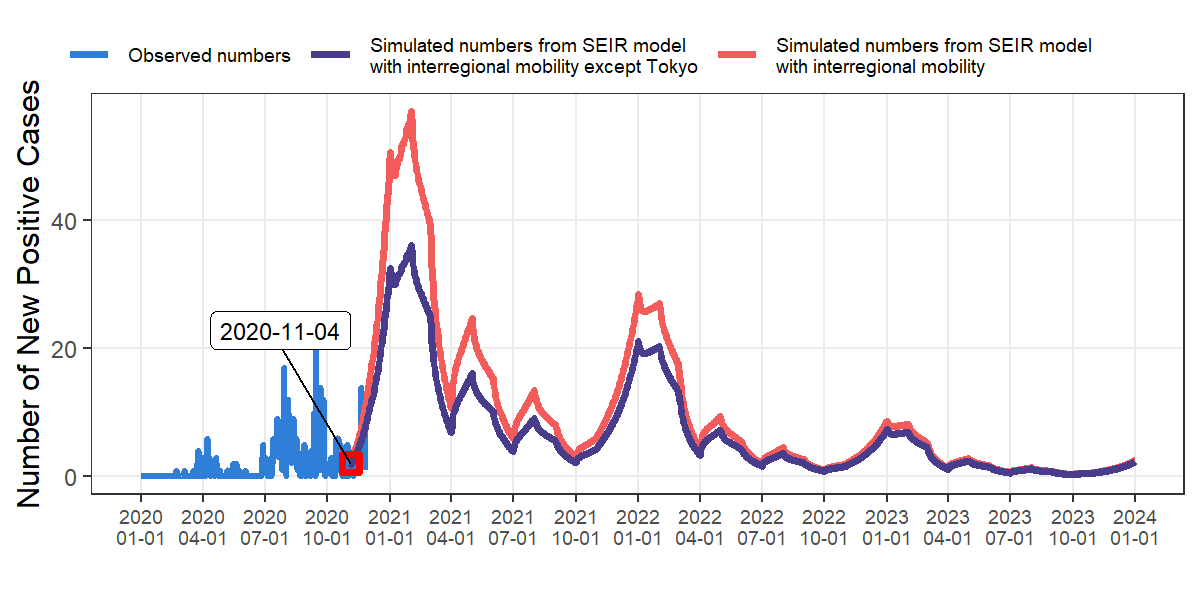 Observed numbers
Simulated numbers from SEIR model
with interregional mobility except Tokyo
Simulated numbers from SEIR model
with interregional mobility
Number of New Positive Cases
40
20
0
2020-11-04
2020 2020 2020 2020 2021 2021 2021 2021 2022 2022 2022 2022 2023 2023 2023 2023 2024
01-01 04-01 07-01 10-01 01-01 04-01 07-01 10-01 01-01 04-01 07-01 10-01 01-01 04-01 07-01 10-01 01-01